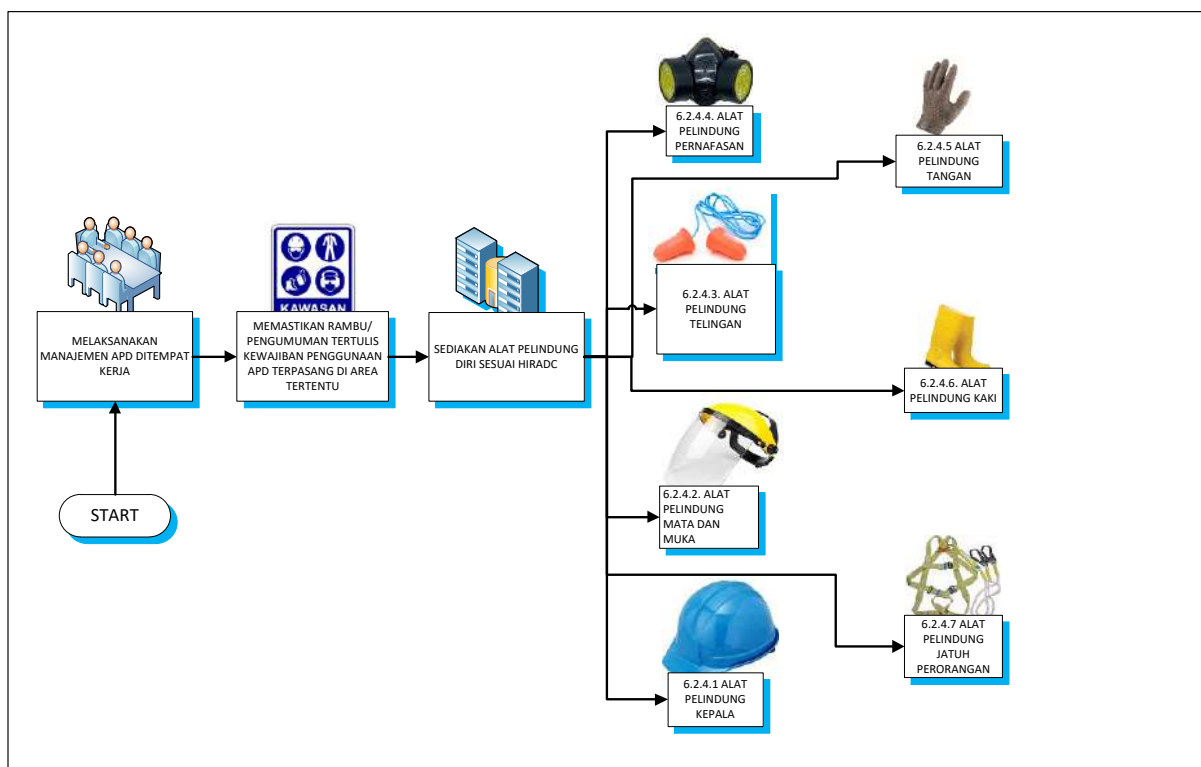 6.2.4.4. ALAT
PELINDUNG
PERNAFASAN
6.2.4.5 ALAT
PELINDUNG
TANGAN
KAWASAN
MELAKSANAKAN
MANAJEMEN APD DITEMPAT
KERJA
MEMASTIKAN RAMBU/
PENGUMUMAN TERTULIS
KEWAJIBAN PENGGUNAAN
APD TERPASANG DI AREA
TERTENTU
SEDIAKAN ALAT PELINDUNG
DIRI SESUAI HIRADC
6.2.4.3. ALAT
PELINDUNG
TELINGAN
6.2.4.6. ALAT
PELINDUNG KAKI
START
6.2.4.2. ALAT
PELINDUNG
MATA DAN
MUKA
6.2.4.7 ALAT
PELINDUNG
JATUH
PERORANGAN
6.2.4.1 ALAT
PELINDUNG
KEPALA